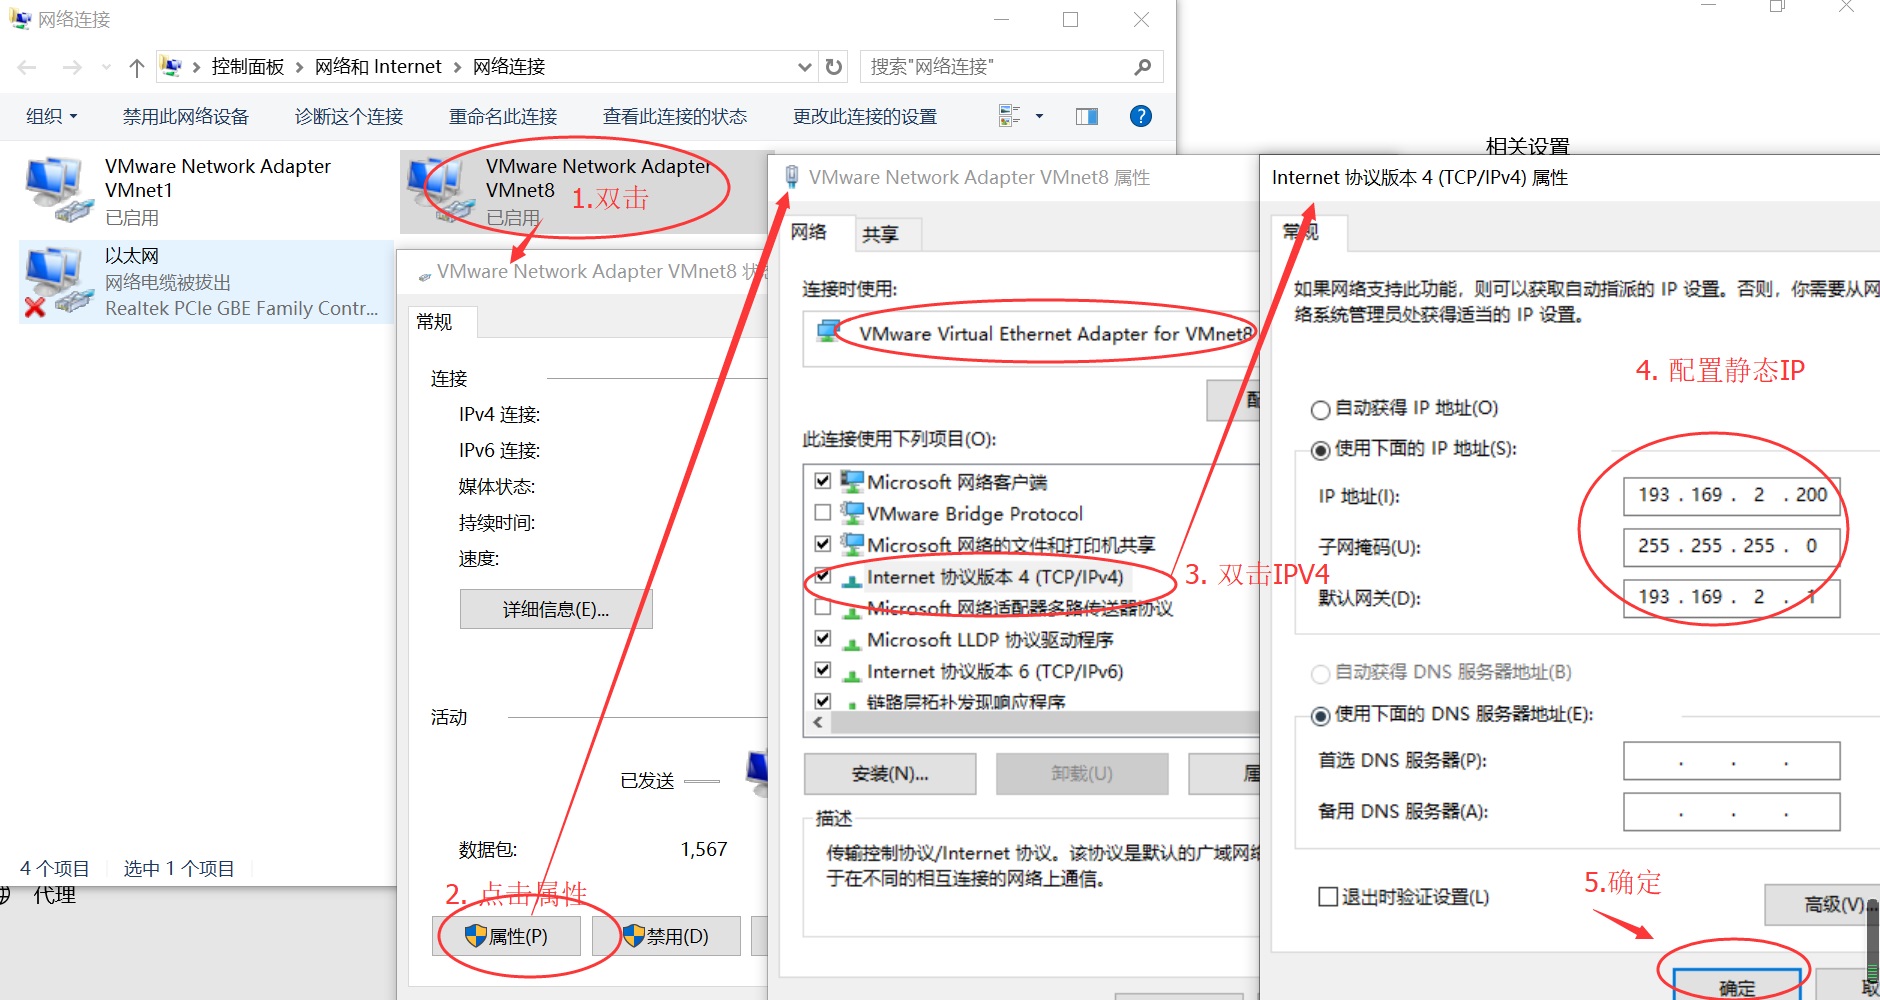 网络连接
控制面板 > 网络和 Internet > 网络连接
搜索"网络连接"
组织
禁用此网络设备
诊断这个连接
重命名此连接
查看此连接的状态
更改此连接的设置
相关设置
VMware Network Adapter
VMnet1
已启用
VMware Network Adapter
VMnet8
已启用
1.双击
以太网
网络电缆被拔出
Realtek PCIe GBE Family Contr...
4 个项目
选中 1 个项目
代理
VMware Network Adapter VMnet8 状态
常规
连接
IPv4 连接:
IPv6 连接:
媒体状态:
持续时间:
速度:
详细信息(E)...
活动
已发送
数据包:
1,567
2. 点击属性
属性(P)
禁用(D)
VMware Network Adapter VMnet8 属性
网络
共享
连接时使用:
VMware Virtual Ethernet Adapter for VMnet8
配
此连接使用下列项目(O):
Microsoft 网络客户端
VMware Bridge Protocol
Microsoft 网络的文件和打印机共享
Internet 协议版本 4 (TCP/IPv4)
3. 双击IPV4
Microsoft 网络适配器多路传送器协议
Microsoft LLDP 协议驱动程序
Internet 协议版本 6 (TCP/IPv6)
链路层拓扑发现响应程序
安装(N)...
卸载(U)
属
描述
传输控制协议/Internet 协议。该协议是默认的广域网络
于在不同的相互连接的网络上通信。
Internet 协议版本 4 (TCP/IPv4) 属性
常规
如果网络支持此功能，则可以获取自动指派的 IP 设置。否则，你需要从网
络系统管理员处获得适当的 IP 设置。
4. 配置静态IP
自动获得 IP 地址(O)
使用下面的 IP 地址(S):
IP 地址(I):
193 . 169 . 2 . 200
子网掩码(U):
255 . 255 . 255 . 0
默认网关(D):
193 . 169 . 2 . 1
自动获得 DNS 服务器地址(B)
使用下面的 DNS 服务器地址(E):
首选 DNS 服务器(P):
. . .
备用 DNS 服务器(A):
. . .
退出时验证设置(L)
5.确定
高级(V)...
确定
取